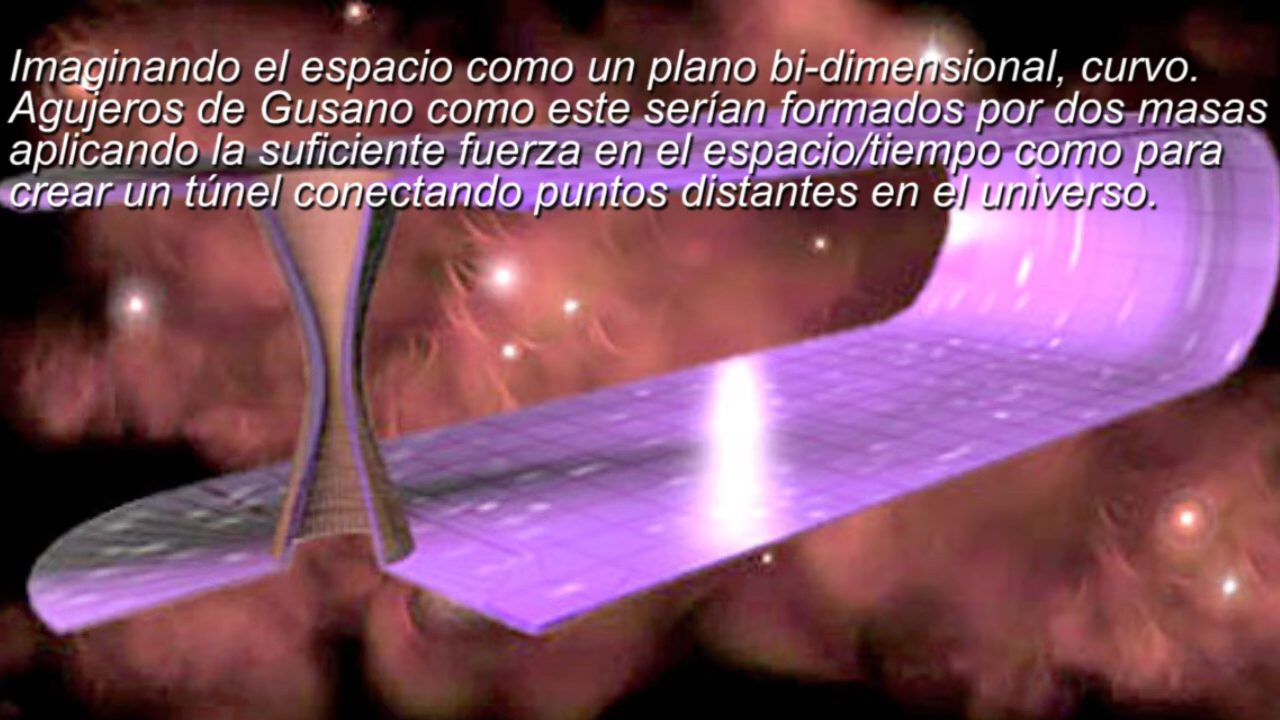 Imaginando el espacio como un plano bi-dimensional, curvo.
Agujeros de Gusano como este serían formados por dos masas
aplicando la suficiente fuerza en el espacio/tiempo como para
crear un túnel conectando puntos distantes en el universo.